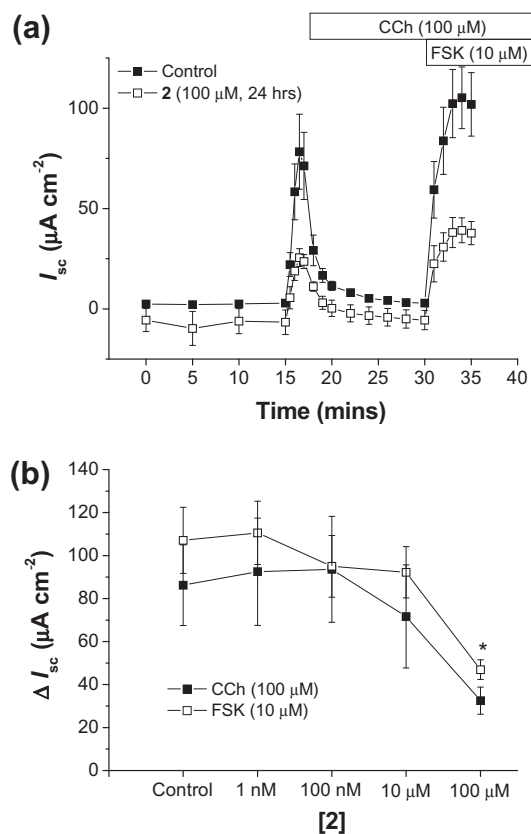 (a)
CCh (100 μM)
FSK (10 μM)
Control
2 (100 μM, 24 hrs)
100
50
0
Isc (μA cm-2)
0 5 10 15 20 25 30 35 40
Time (mins)
(b)
140
120
100
80
60
40
20
0
Δ Isc (μA cm-2)
*
CCh (100 μM)
FSK (10 μM)
Control 1 nM 100 nM 10 μM 100 μM
[2]